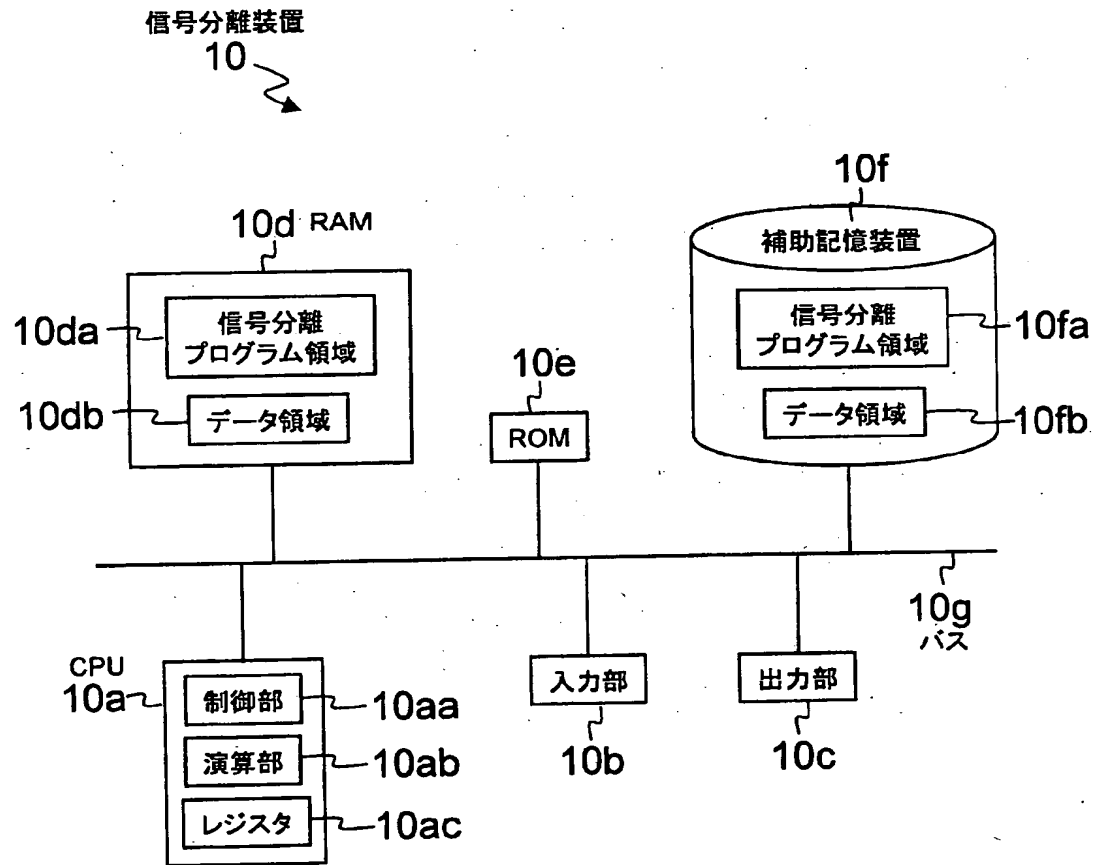 信号分離装置
10
10f
補助記憶装置
信号分離
プログラム領域
10fa
データ領域
10fb
10d RAM
信号分離
プログラム領域
10da
データ領域
10db
10e
ROM
10g
バス
CPU
10a
制御部
10aa
演算部
10ab
レジスタ
10ac
入力部
10b
出力部
10c